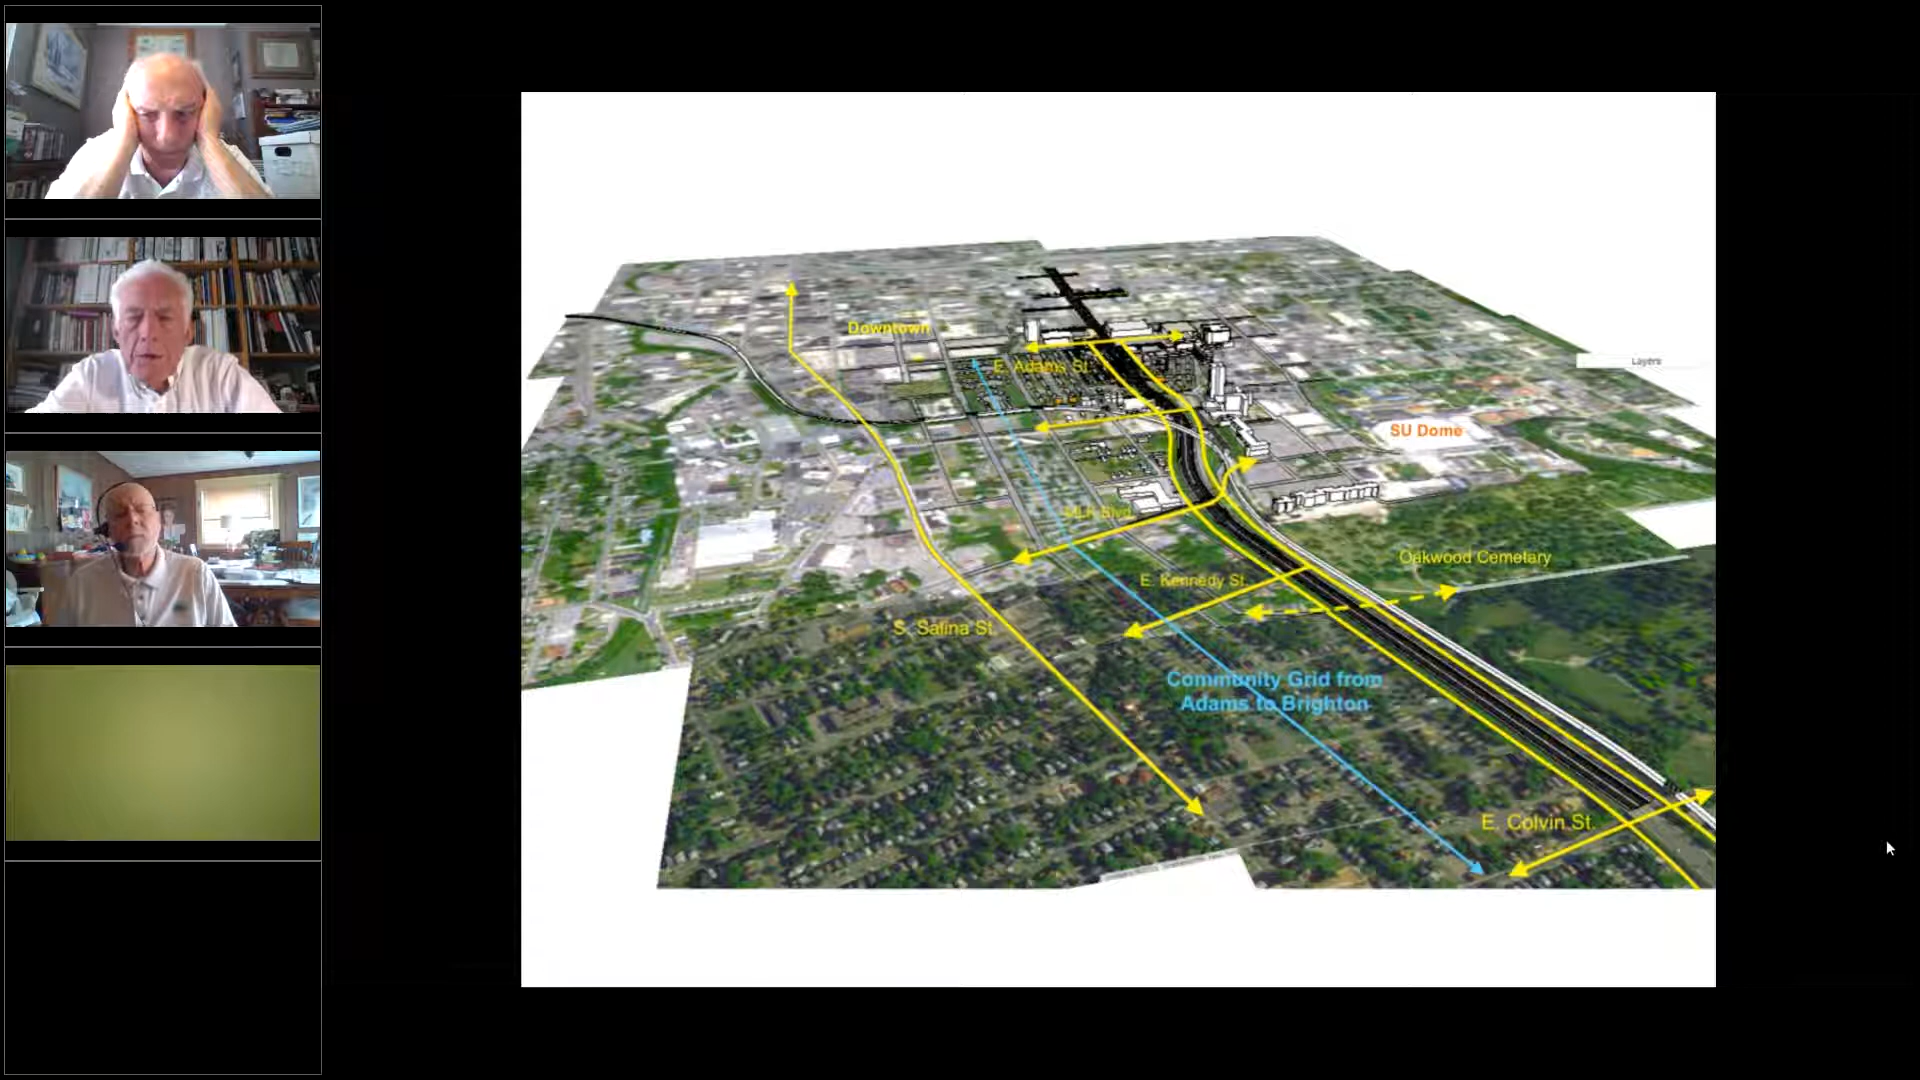 Downtown
E. Adams St.
Layers
SU Dome
MLK Blvd.
Oakwood Cemetary
E. Kennedy St.
S. Salina St.
Community Grid from
Adams to Brighton
E. Colvin St.